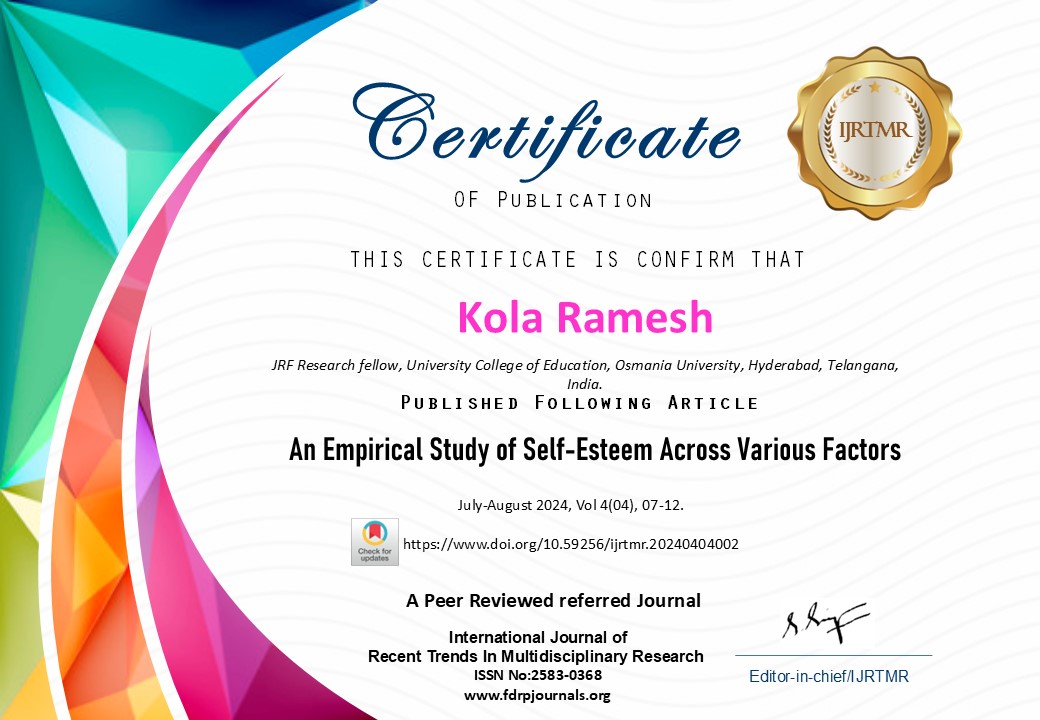 Certificate
OF PUBLICATION
IJRTMR
THIS CERTIFICATE IS CONFIRM THAT
Kola Ramesh
JRF Research fellow, University College of Education, Osmania University, Hyderabad, Telangana,
India.
PUBLISHED FOLLOWING ARTICLE
An Empirical Study of Self-Esteem Across Various Factors
July-August 2024, Vol 4(04), 07-12.
Check for
updates
https://www.doi.org/10.59256/ijrtmr.20240404002
A Peer Reviewed referred Journal
International Journal of
Recent Trends In Multidisciplinary Research
ISSN No:2583-0368
www.fdrpjournals.org
Editor-in-chief/IJRTMR